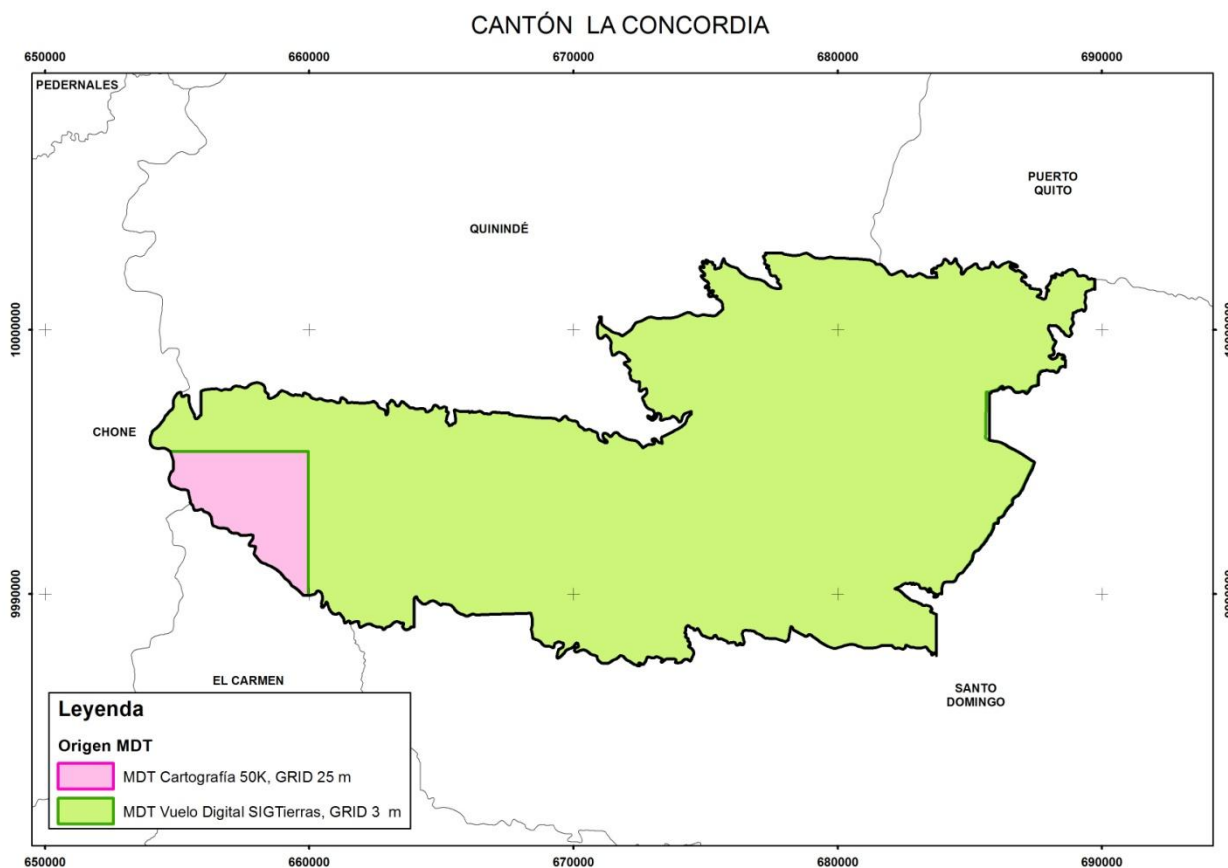 CANTÓN LA CONCORDIA
650000 660000 670000 680000 690000
PEDERNALES
PUERTO
QUITO
QUININDÉ
10000000 10000000
CHONE
9990000 9990000
EL CARMEN
SANTO
DOMINGO
Leyenda
Origen MDT
MDT Cartografía 50K, GRID 25 m
MDT Vuelo Digital SIGTierras, GRID 3 m
650000 660000 670000 680000 690000